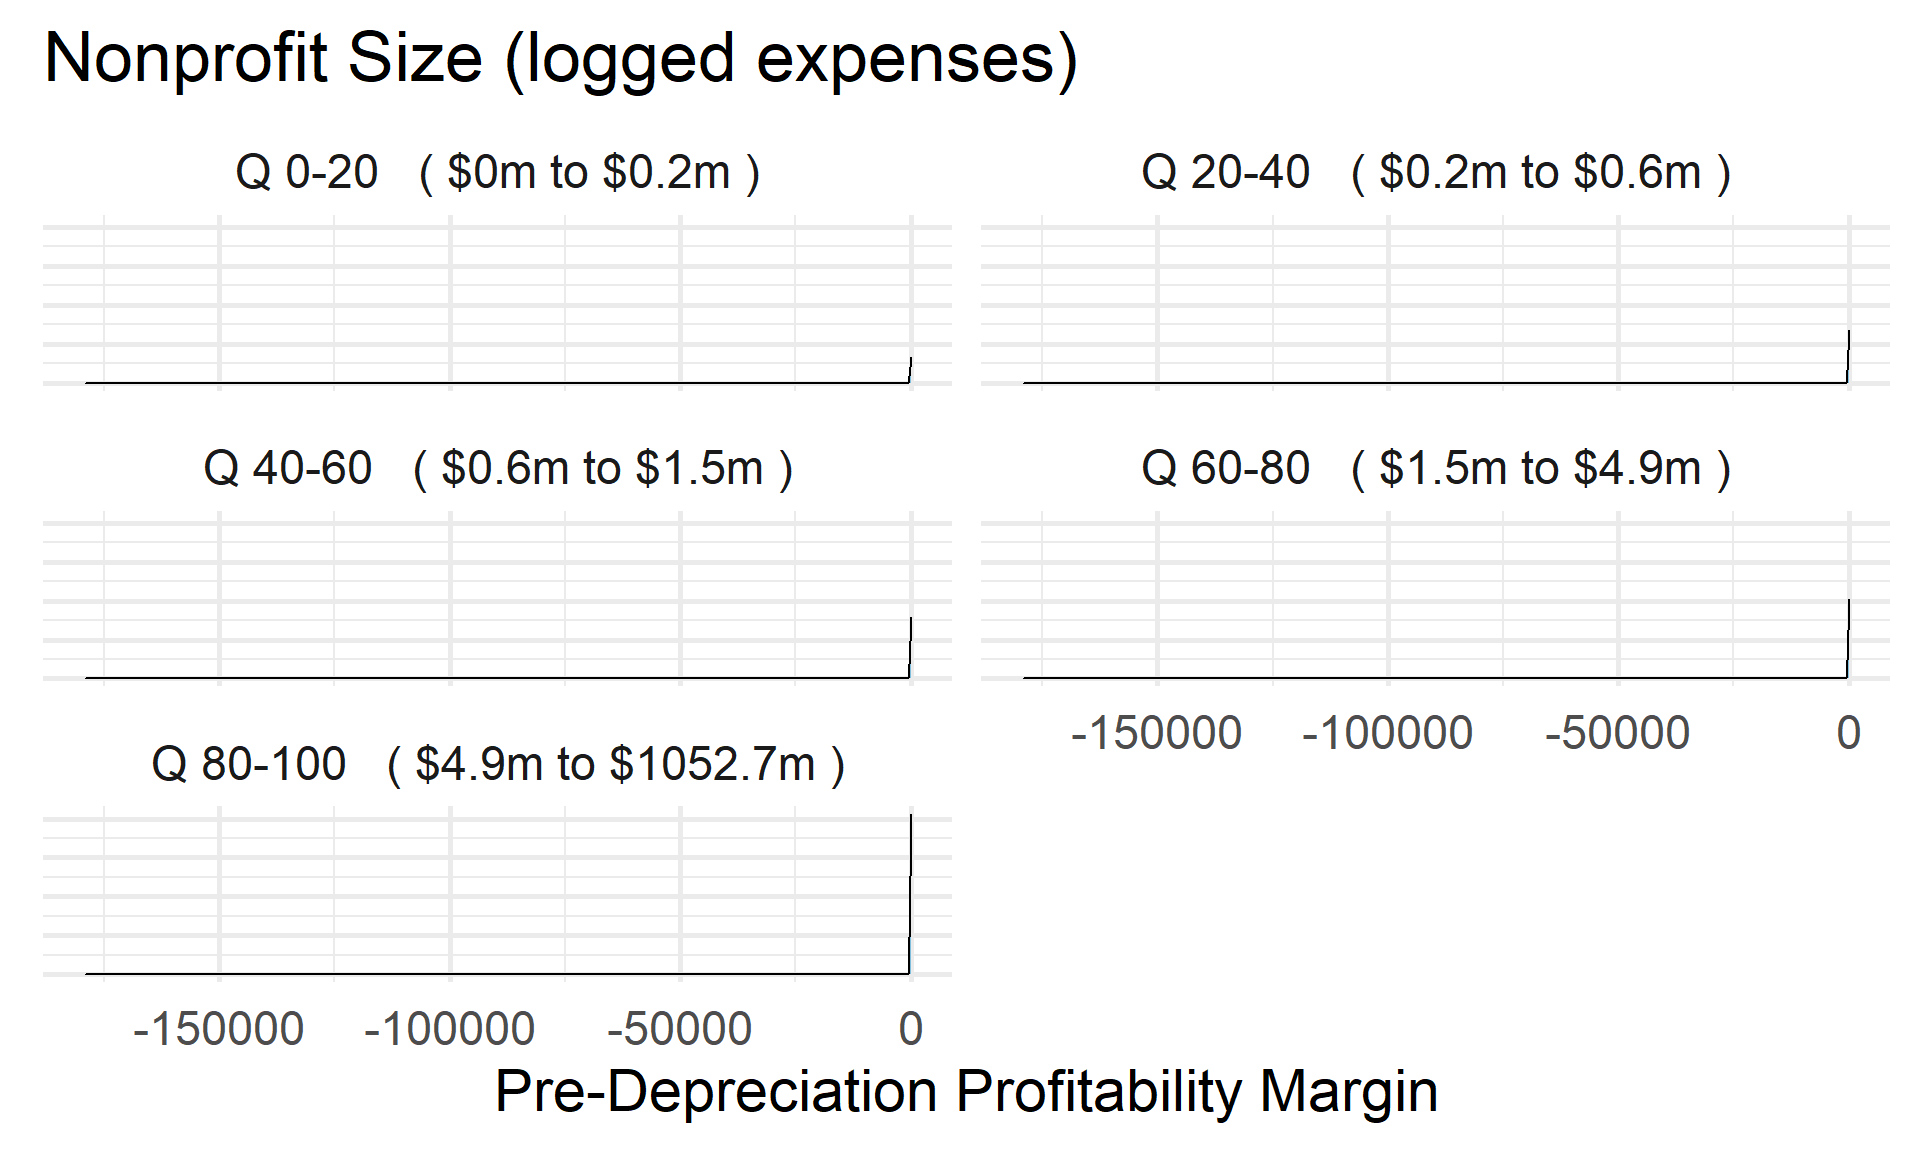 Nonprofit Size (logged expenses)
Q 0-20 ( $0m to $0.2m )
Q 20-40 ( $0.2m to $0.6m )
Q 40-60 ( $0.6m to $1.5m )
Q 60-80 ( $1.5m to $4.9m )
-150000 -100000 -50000 0
Q 80-100 ( $4.9m to $1052.7m )
-150000 -100000 -50000 0
Pre-Depreciation Profitability Margin